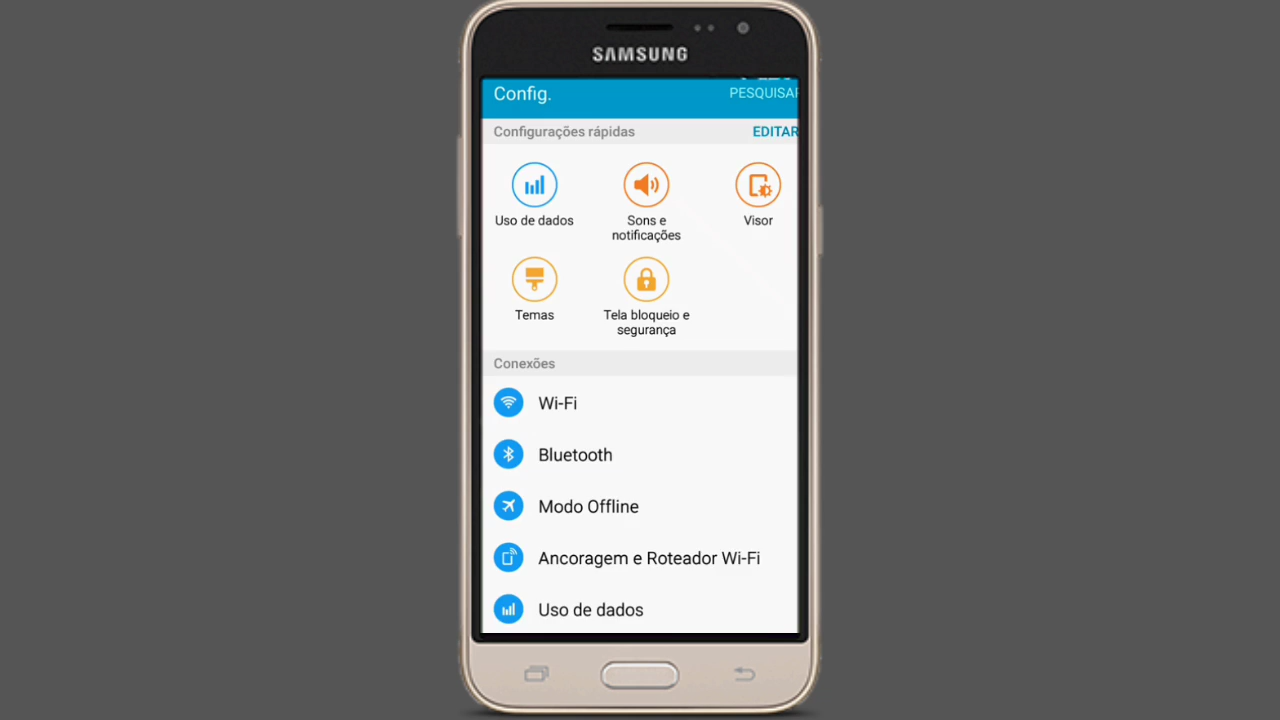 SAMSUNG
Config.
PESQUISAR
Configurações rápidas
EDITAR
Uso de dados
Sons e
notificações
Visor
Temas
Tela bloqueio e
segurança
Conexões
Wi-Fi
Bluetooth
Modo Offline
Ancoragem e Roteador Wi-Fi
Uso de dados